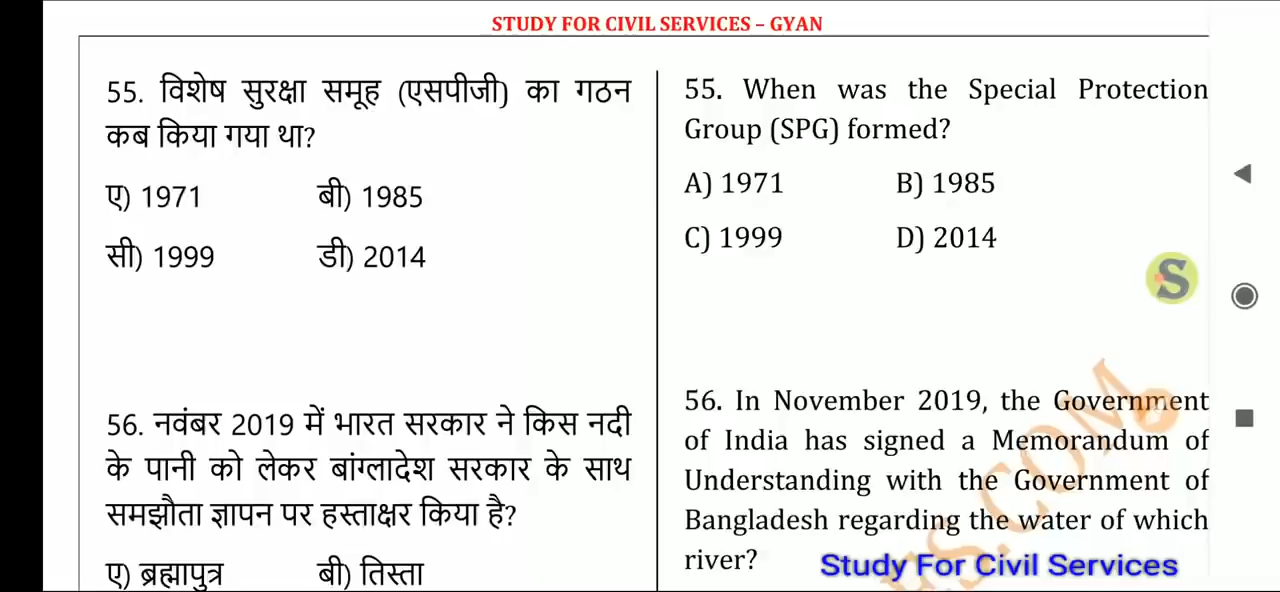 STUDY FOR CIVIL SERVICES – GYAN
55. विशेष सुरक्षा समूह (एसपीजी) का गठन
कब किया गया था?
ए) 1971 बी) 1985
सी) 1999 डी) 2014
56. नवंबर 2019 में भारत सरकार ने किस नदी
के पानी को लेकर बांग्लादेश सरकार के साथ
समझौता ज्ञापन पर हस्ताक्षर किया है?
ए) ब्रह्मापुत्र बी) तिस्ता
55. When was the Special Protection
Group (SPG) formed?
A) 1971 B) 1985
C) 1999 D) 2014
S
56. In November 2019, the Government
of India has signed a Memorandum of
Understanding with the Government of
Bangladesh regarding the water of which
river?
ES.COM
Study For Civil Services